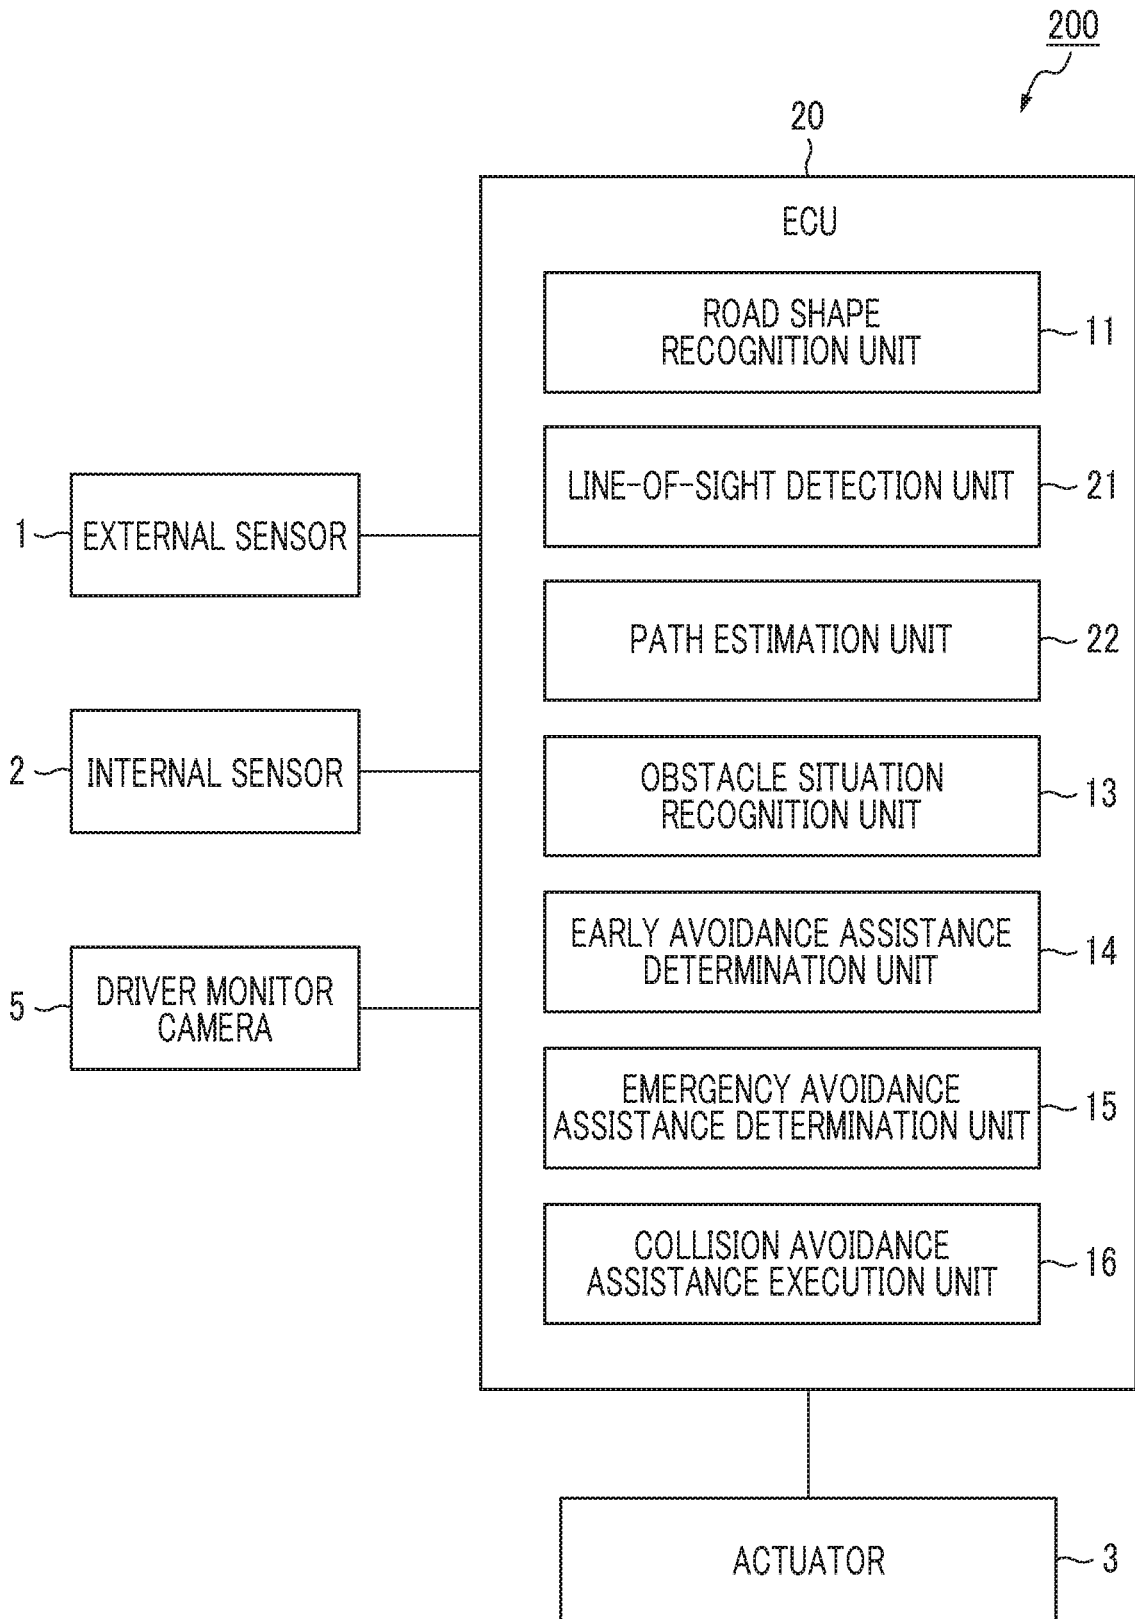 200
20
ECU
ROAD SHAPE
RECOGNITION UNIT
11
LINE-OF-SIGHT DETECTION UNIT
21
1
EXTERNAL SENSOR
PATH ESTIMATION UNIT
22
2
INTERNAL SENSOR
OBSTACLE SITUATION
RECOGNITION UNIT
13
EARLY AVOIDANCE ASSISTANCE
DETERMINATION UNIT
14
5
DRIVER MONITOR
CAMERA
EMERGENCY AVOIDANCE
ASSISTANCE DETERMINATION UNIT
15
COLLISION AVOIDANCE
ASSISTANCE EXECUTION UNIT
16
ACTUATOR
3